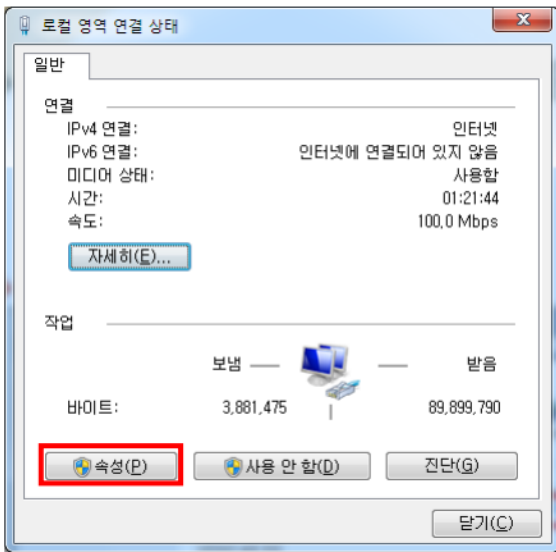 로컬 영역 연결 상태
일반
연결
IPv4 연결: 인터넷
IPv6 연결: 인터넷에 연결되어 있지 않음
미디어 상태: 사용함
시간: 01:21:44
속도: 100,0 Mbps
자세히(E)...
작업
보냄 받음
바이트: 3,881,475 89,899,790
속성(P) 사용 안 함(D) 진단(G)
닫기(C)